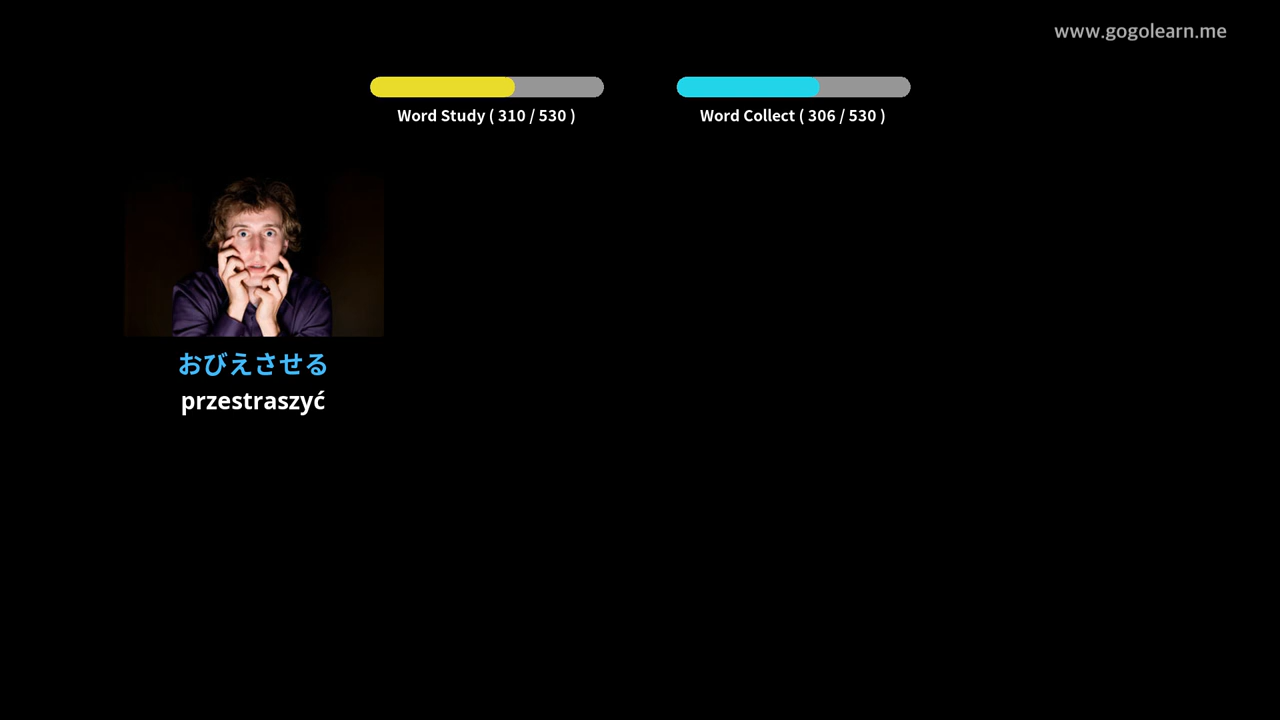 www.gogolearn.me
Word Study ( 310 / 530 )
Word Collect ( 306 / 530 )
おびえさせる
przestraszyć